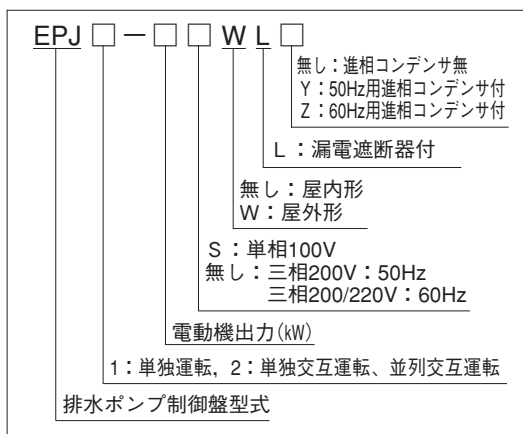 EPJ□－□□WL□
無し：進相コンデンサ無
Y：50Hz用進相コンデンサ付
Z：60Hz用進相コンデンサ付
L：漏電遮断器付
無し：屋内形
W：屋外形
S：単相100V
無し：三相200V：50Hz
三相200/220V：60Hz
電動機出力(㎾)
1：単独運転，2：単独交互運転、並列交互運転
排水ポンプ制御盤型式